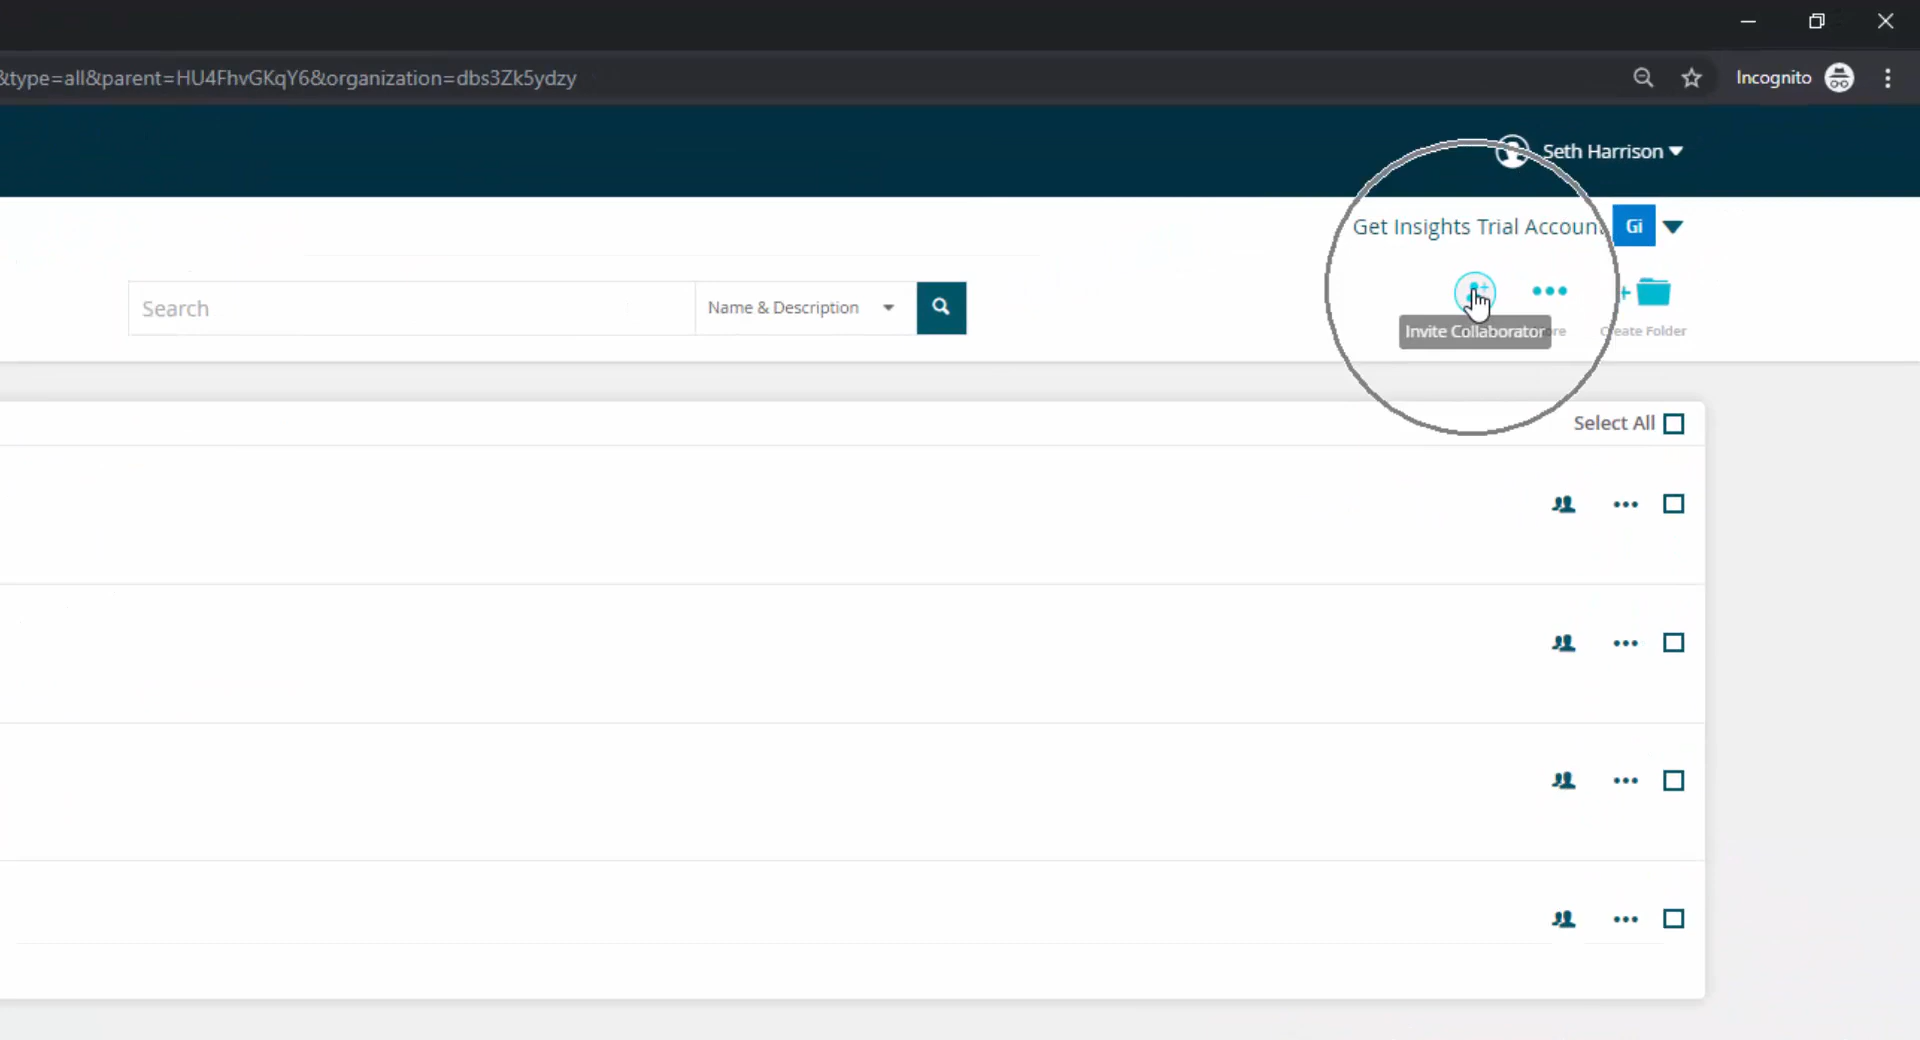 &type=all&parent=HU4FhvGKqY6&organization=dbs3Zk5ydzy
Incognito
Seth Harrison
Get Insights Trial Accoun
Gi
Search
Name & Description
Invite Collaborator
Create Folder
Select All